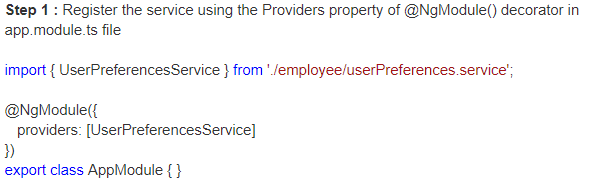 Step 1 : Register the service using the Providers property of @NgModule() decorator in
app.module.ts file
import { UserPreferencesService } from './employee/userPreferences.service';
@NgModule({
providers: [UserPreferencesService]
})
export class AppModule { }